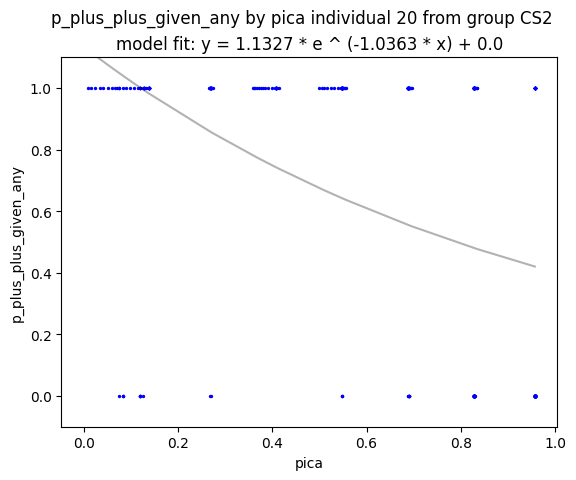 p_plus_plus_given_any by pica individual 20 from group CS2
model fit: y = 1.1327 * e ^ (-1.0363 * x) + 0.0
1.0
0.8
0.6
0.4
0.2
0.0
p_plus_plus_given_any
0.0 0.2 0.4 0.6 0.8 1.0
pica